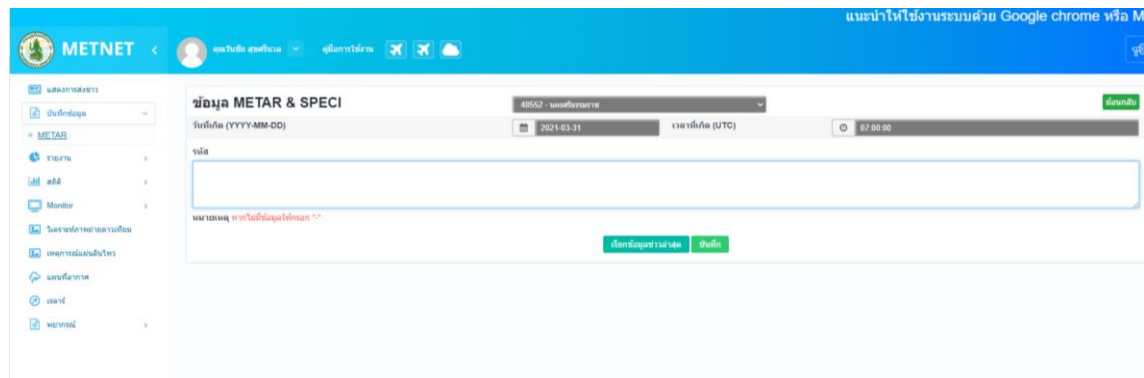 แนะนำให้ใช้งานระบบด้วย Google chrome หรือ M
METNET
คู่มือการใช้งาน
แสดงการส่งข่าว
บันทึกข้อมูล
METAR
รายงาน
สถิติ
Monitor
วิเคราะห์ภาพถ่ายดาวเทียม
เหตุการณ์แผ่นดินไหว
แผนที่อากาศ
เรดาร์
พยากรณ์
ข้อมูล METAR & SPECI
48552 - นครศรีธรรมราช
ย้อนกลับ
วันที่เกิด (YYYY-MM-DD)
2021-03-31
เวลาที่เกิด (UTC)
07:00:00
รหัส
หมายเหตุ หากไม่มีข้อมูลให้กรอก "-"
เรียกข้อมูลข่าวล่าสุด
บันทึก